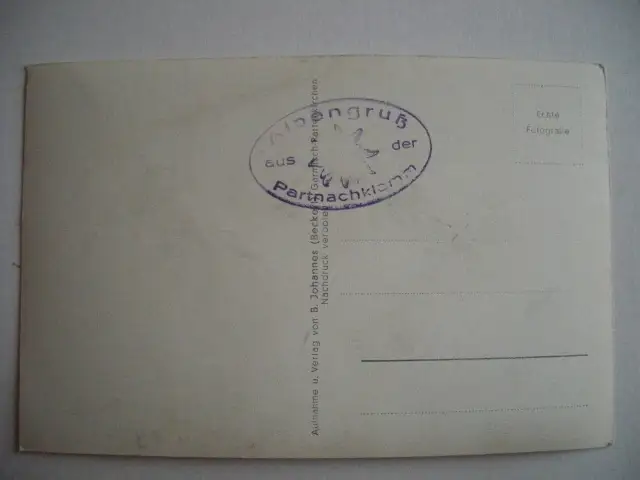 Alpengruß
aus der
Partnachklamm
Echte
Fotografie
Aufnahme u. Verlag von B. Johannes (Becker), Garmisch-Partenkirchen
Nachdruck verboten